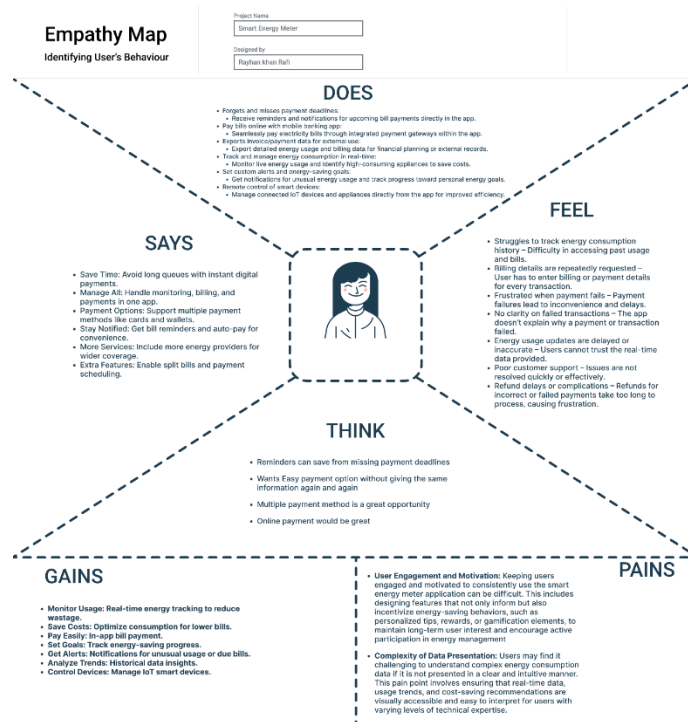 Empathy Map
Identifying User's Behaviour
Project Name
Smart Energy Meter
Designed by
Rayhan khan Rafi
DOES
• Forgets and misses payment deadlines:
• Receive reminders and notifications for upcoming bill payments directly in the app.
• Pay bills online with mobile banking app:
• Seamlessly pay electricity bills through integrated payment gateways within the app.
• Exports invoice/payment data for external use:
• Export detailed energy usage and billing data for financial planning or external records.
• Track and manage energy consumption in real-time:
• Monitor live energy usage and identify high-consuming appliances to save costs.
• Set custom alerts and energy-saving goals:
• Get notifications for unusual energy usage and track progress toward personal energy goals.
• Remote control of smart devices:
• Manage connected IoT devices and appliances directly from the app for improved efficiency.
SAYS
• Save Time: Avoid long queues with instant digital
payments.
• Manage All: Handle monitoring, billing, and
payments in one app.
• Payment Options: Support multiple payment
methods like cards and wallets.
• Stay Notified: Get bill reminders and auto-pay for
convenience.
• More Services: Include more energy providers for
wider coverage.
• Extra Features: Enable split bills and payment
scheduling.
FEEL
• Struggles to track energy consumption
history – Difficulty in accessing past usage
and bills.
• Billing details are repeatedly requested –
User has to enter billing or payment details
for every transaction.
• Frustrated when payment fails – Payment
failures lead to inconvenience and delays.
• No clarity on failed transactions – The app
doesn't explain why a payment or transaction
failed.
• Energy usage updates are delayed or
inaccurate – Users cannot trust the real-time
data provided.
• Poor customer support – Issues are not
resolved quickly or effectively.
• Refund delays or complications – Refunds for
incorrect or failed payments take too long to
process, causing frustration.
THINK
• Reminders can save from missing payment deadlines
• Wants Easy payment option without giving the same
information again and again
• Multiple payment method is a great opportunity
• Online payment would be great
GAINS
• Monitor Usage: Real-time energy tracking to reduce
wastage.
• Save Costs: Optimize consumption for lower bills.
• Pay Easily: In-app bill payment.
• Set Goals: Track energy-saving progress.
• Get Alerts: Notifications for unusual usage or due bills.
• Analyze Trends: Historical data insights.
• Control Devices: Manage IoT smart devices.
PAINS
• User Engagement and Motivation: Keeping users
engaged and motivated to consistently use the smart
energy meter application can be difficult. This includes
designing features that not only inform but also
incentivize energy-saving behaviors, such as
personalized tips, rewards, or gamification elements, to
maintain long-term user interest and encourage active
participation in energy management
• Complexity of Data Presentation: Users may find it
challenging to understand complex energy consumption
data if it is not presented in a clear and intuitive manner.
This pain point involves ensuring that real-time data,
usage trends, and cost-saving recommendations are
visually accessible and easy to interpret for users with
varying levels of technical expertise.